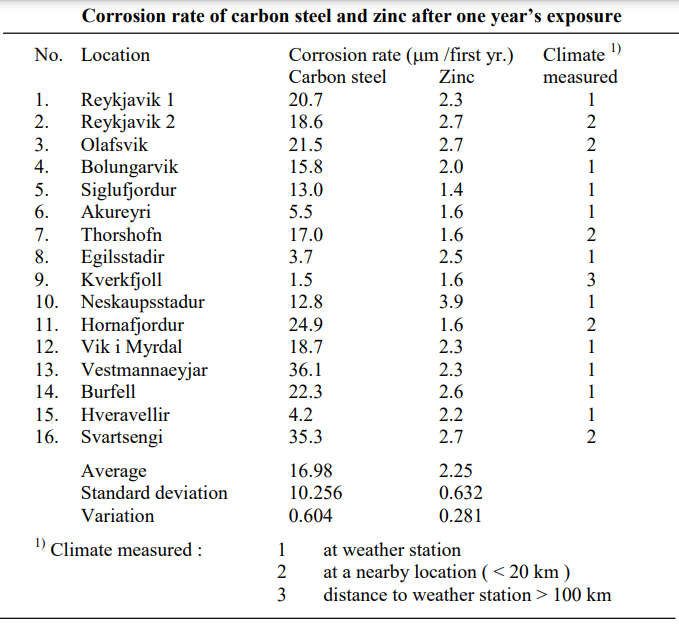 Corrosion rate of carbon steel and zinc after one year's exposure
No. Location Corrosion rate (μm /first yr.) Climate 1)
Carbon steel Zinc measured
1. Reykjavik 1 20.7 2.3 1
2. Reykjavik 2 18.6 2.7 2
3. Olafsvik 21.5 2.7 2
4. Bolungarvik 15.8 2.0 1
5. Siglufjordur 13.0 1.4 1
6. Akureyri 5.5 1.6 1
7. Thorshofn 17.0 1.6 2
8. Egilsstadir 3.7 2.5 1
9. Kverkfjoll 1.5 1.6 3
10. Neskaupsstadur 12.8 3.9 1
11. Hornafjordur 24.9 1.6 2
12. Vik i Myrdal 18.7 2.3 1
13. Vestmannaeyjar 36.1 2.3 1
14. Burfell 22.3 2.6 1
15. Hveravellir 4.2 2.2 1
16. Svartsengi 35.3 2.7 2
Average 16.98 2.25
Standard deviation 10.256 0.632
Variation 0.604 0.281
1) Climate measured : 1 at weather station
2 at a nearby location ( < 20 km )
3 distance to weather station > 100 km